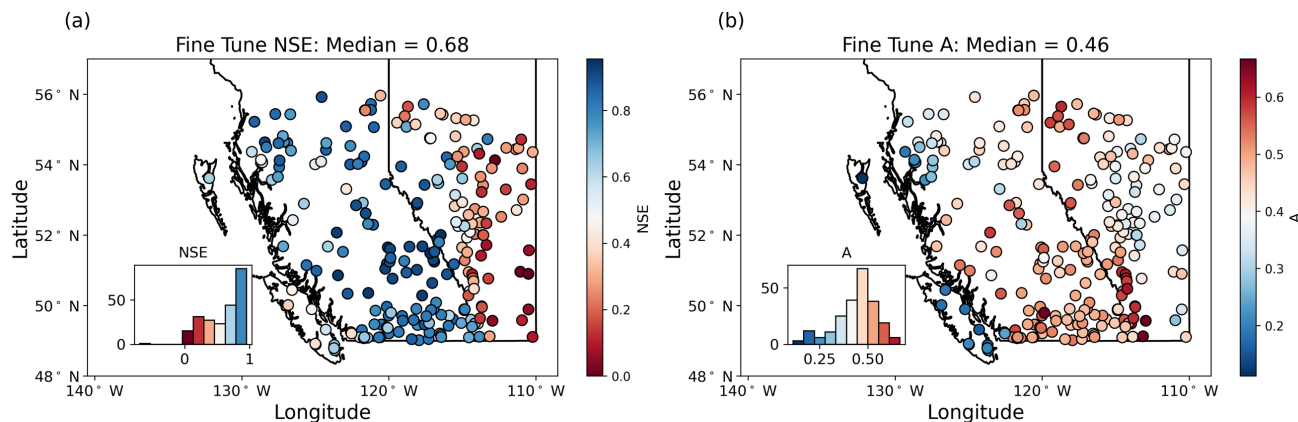 (a)
Fine Tune NSE: Median = 0.68
56° N
54° N
52° N
50° N
48° N
Latitude
140° W
130° W
120° W
110° W
Longitude
NSE
50
0
0
1
0.8
0.6
0.4
0.2
0.0
NSE
(b)
Fine Tune A: Median = 0.46
56° N
54° N
52° N
50° N
48° N
Latitude
140° W
130° W
120° W
110° W
Longitude
A
50
0
0.25
0.50
0.6
0.5
0.4
0.3
0.2
A